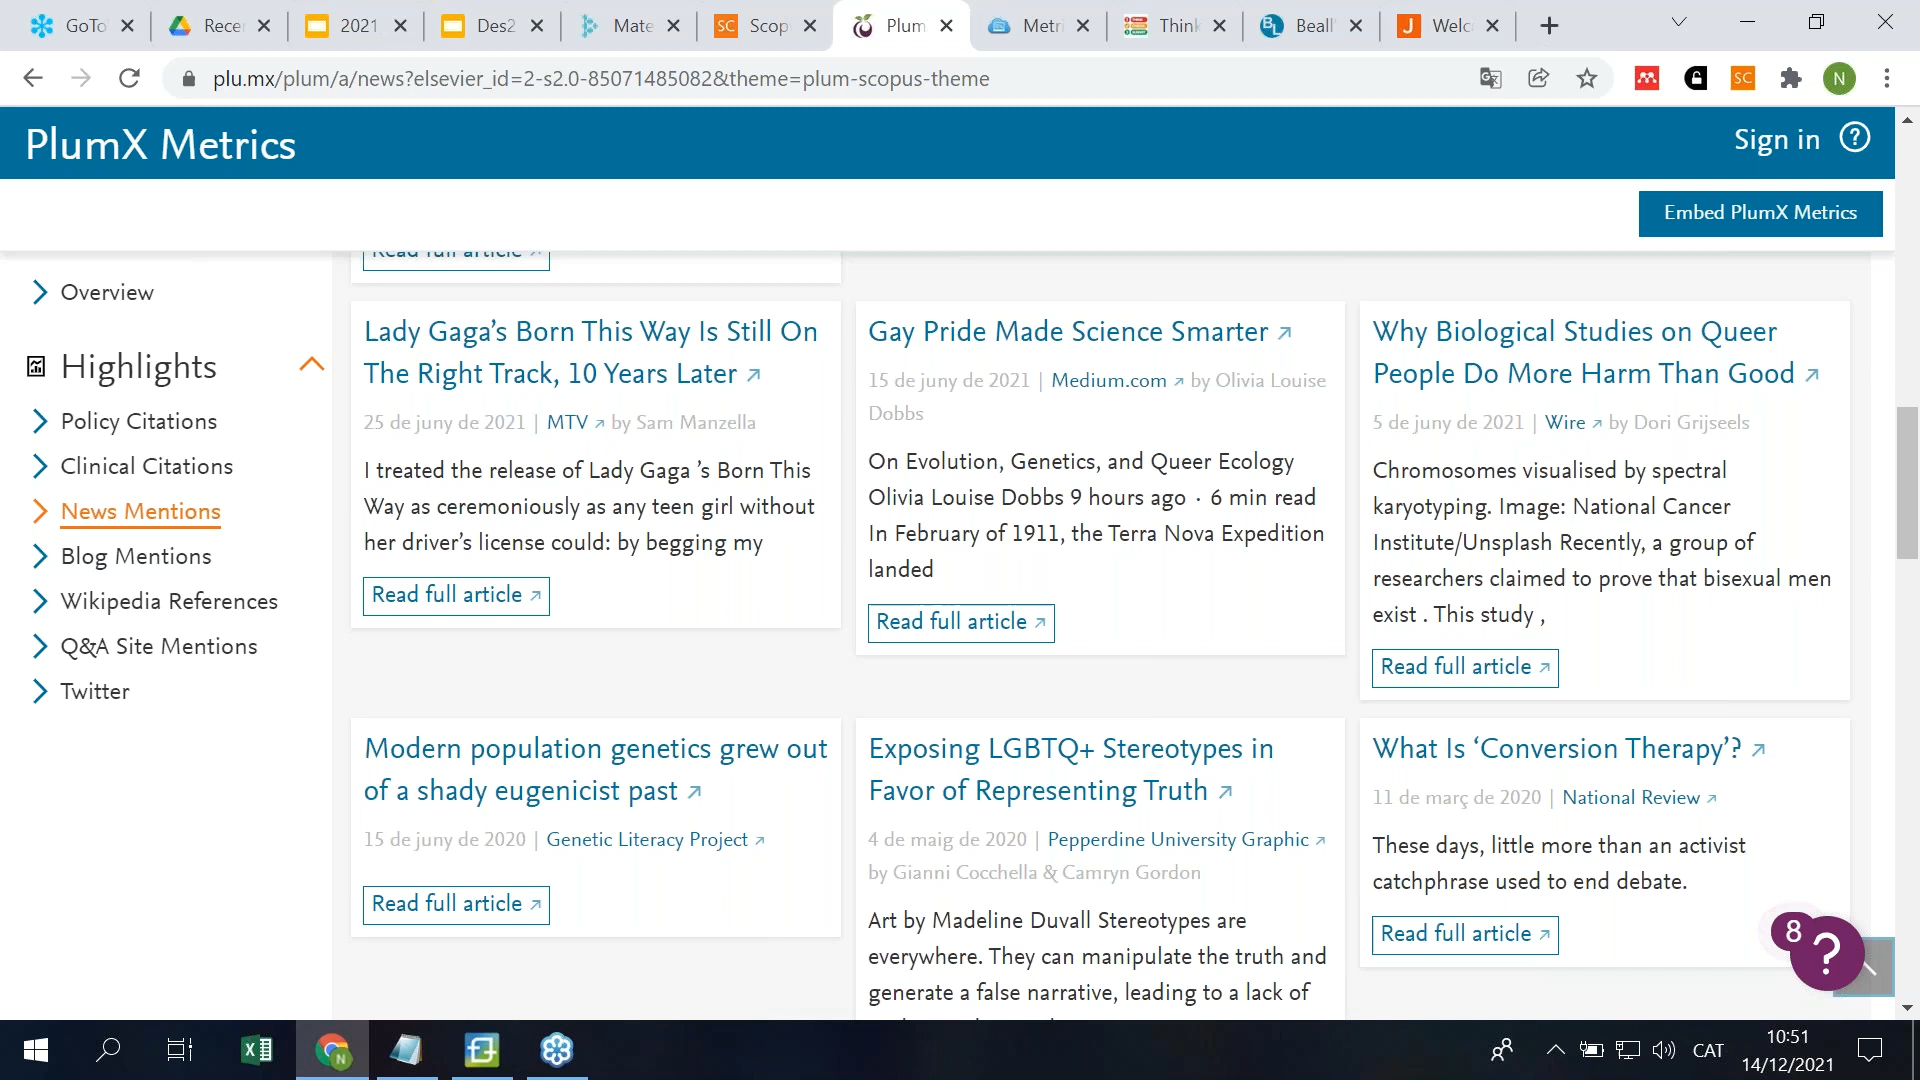 GoTo
Recen
2021
Des2
Mate
Scop
Plum
Metri
Think
Beall'
Welc
plu.mx/plum/a/news?elsevier_id=2-s2.0-85071485082&theme=plum-scopus-theme
SC
N
PlumX Metrics
Sign in
Embed PlumX Metrics
Overview
Highlights
Policy Citations
Clinical Citations
News Mentions
Blog Mentions
Wikipedia References
Q&A Site Mentions
Twitter
Read full article
Lady Gaga's Born This Way Is Still On
The Right Track, 10 Years Later
25 de juny de 2021 | MTV by Sam Manzella
I treated the release of Lady Gaga 's Born This
Way as ceremoniously as any teen girl without
her driver's license could: by begging my
Read full article
Gay Pride Made Science Smarter
15 de juny de 2021 | Medium.com by Olivia Louise
Dobbs
On Evolution, Genetics, and Queer Ecology
Olivia Louise Dobbs 9 hours ago · 6 min read
In February of 1911, the Terra Nova Expedition
landed
Read full article
Why Biological Studies on Queer
People Do More Harm Than Good
5 de juny de 2021 | Wire by Dori Grijseels
Chromosomes visualised by spectral
karyotyping. Image: National Cancer
Institute/Unsplash Recently, a group of
researchers claimed to prove that bisexual men
exist . This study ,
Read full article
Modern population genetics grew out
of a shady eugenicist past
15 de juny de 2020 | Genetic Literacy Project
Read full article
Exposing LGBTQ+ Stereotypes in
Favor of Representing Truth
4 de maig de 2020 | Pepperdine University Graphic
by Gianni Cocchella & Camryn Gordon
Art by Madeline Duvall Stereotypes are
everywhere. They can manipulate the truth and
generate a false narrative, leading to a lack of
What Is 'Conversion Therapy'?
11 de març de 2020 | National Review
These days, little more than an activist
catchphrase used to end debate.
Read full article
8
?
CAT
10:51
14/12/2021